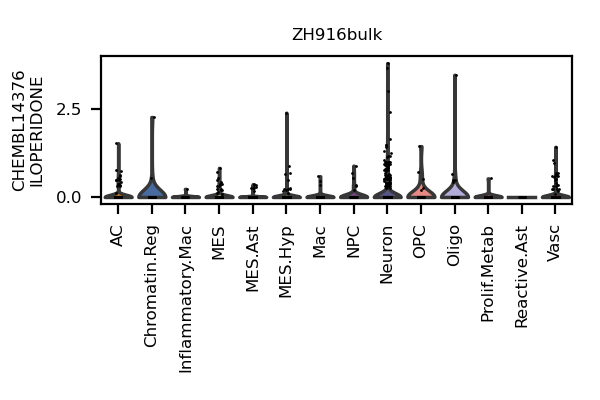 ZH916bulk
CHEMBL14376
ILOPERIDONE
2.5
0.0
AC
Chromatin.Reg
Inflammatory.Mac
MES
MES.Ast
MES.Hyp
Mac
NPC
Neuron
OPC
Oligo
Prolif.Metab
Reactive.Ast
Vasc